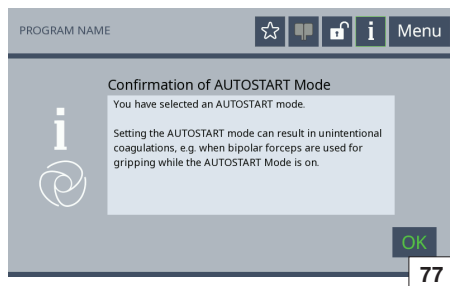 PROGRAM NAME
i
Menu
Confirmation of AUTOSTART Mode
You have selected an AUTOSTART mode.
Setting the AUTOSTART mode can result in unintentional
coagulations, e.g. when bipolar forceps are used for
gripping while the AUTOSTART Mode is on.
i
OK
77